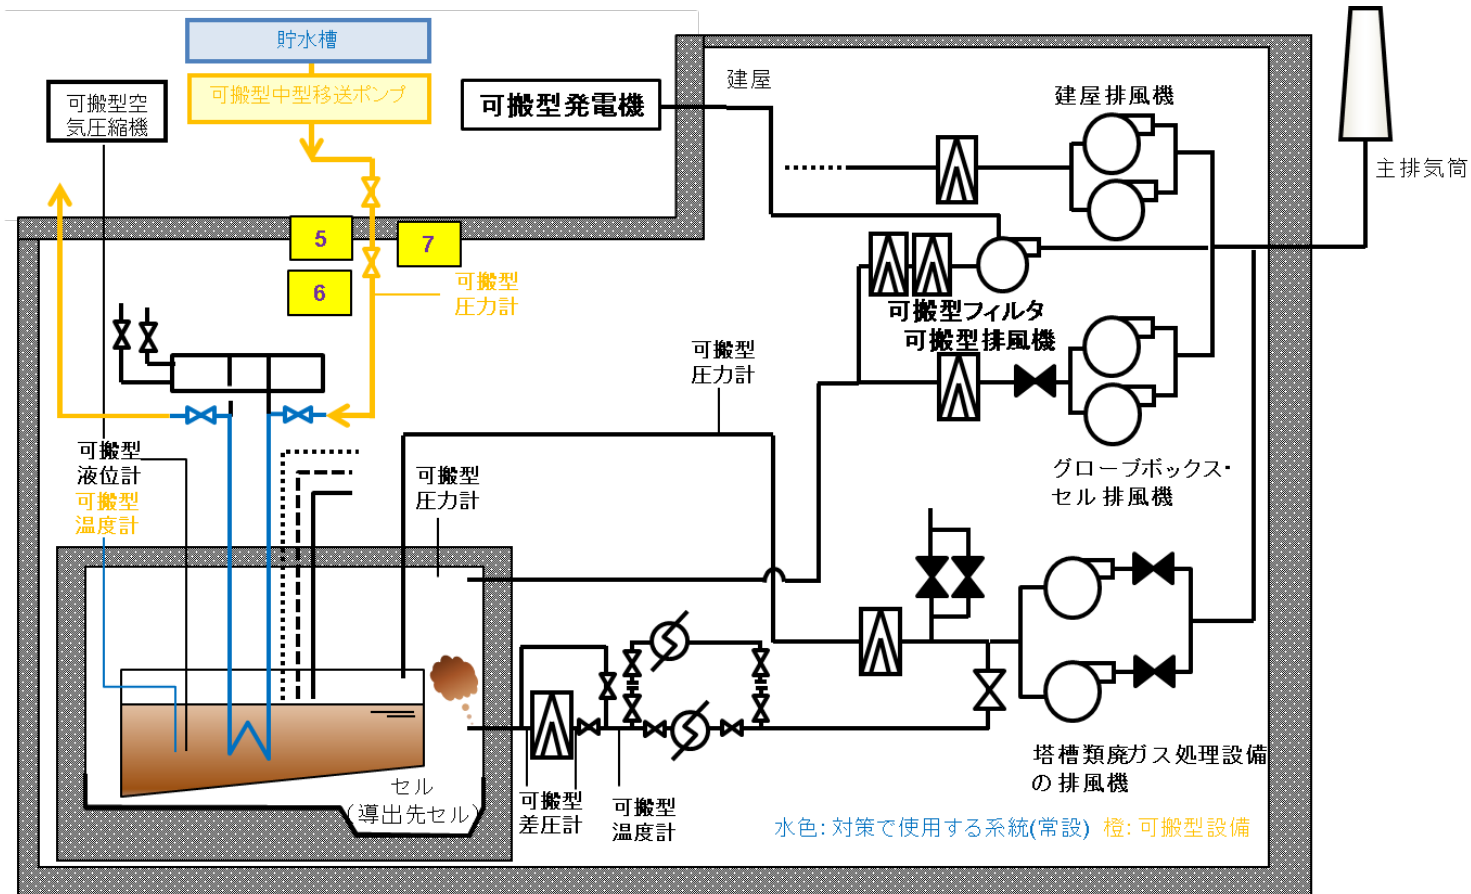 貯水槽
可搬型中型移送ポンプ
可搬型空
気圧縮機
可搬型発電機
建屋
建屋排風機
主排気筒
5
7
6
可搬型
圧力計
可搬型フィルタ
可搬型排風機
可搬型
圧力計
可搬型
液位計
可搬型
温度計
可搬型
圧力計
グローブボックス・
セル排風機
塔槽類廃ガス処理設備
の排風機
セル
(導出先セル)
可搬型
差圧計
可搬型
温度計
水色:対策で使用する系統(常設) 橙:可搬型設備